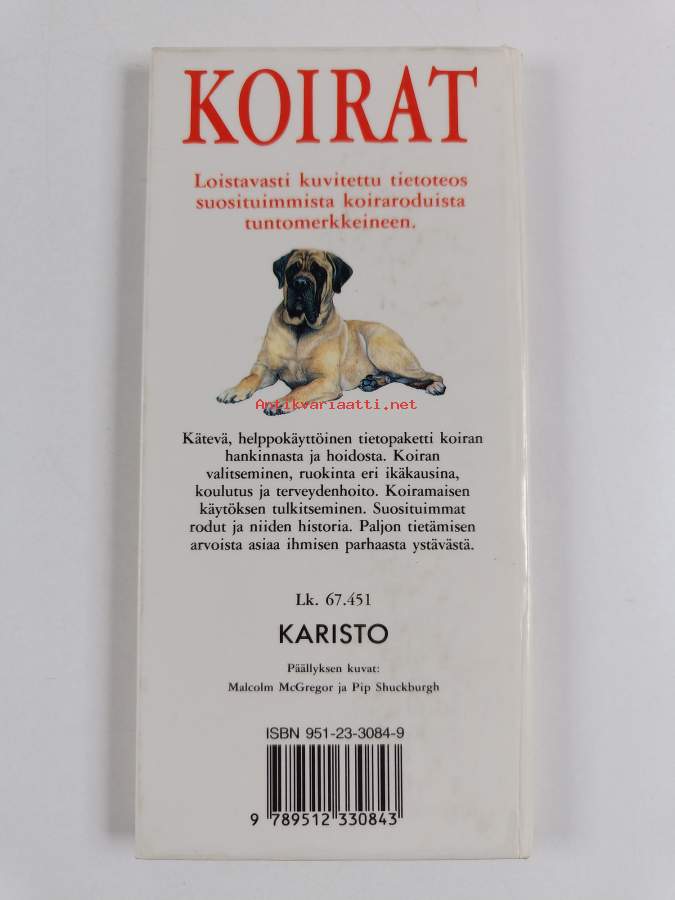 KOIRAT
Loistavasti kuvitettu tietoteos
suosituimmista koiraroduista
tuntomerkkeineen.
Antikvariaatti.net
Kätevä, helppokäyttöinen tietopaketti koiran
hankinnasta ja hoidosta. Koiran
valitseminen, ruokinta eri ikäkausina,
koulutus ja terveydenhoito. Koiramaisen
käytöksen tulkitseminen. Suosituimmat
rodut ja niiden historia. Paljon tietämisen
arvoista asiaa ihmisen parhaasta ystävästä.
Lk. 67.451
KARISTO
Päällyksen kuvat:
Malcolm McGregor ja Pip Shuckburgh
ISBN 951-23-3084-9
9 789512 330843